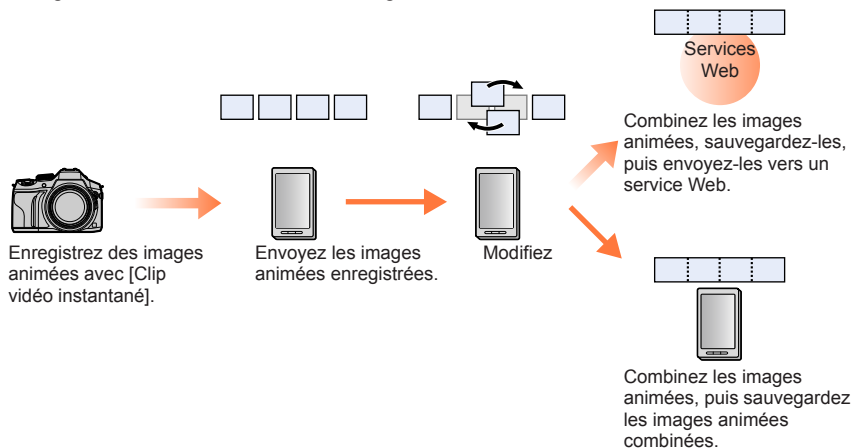 Enregistrez des images
animées avec [Clip
vidéo instantané].
Envoyez les images
animées enregistrées.
Modifiez
Services
Web
Combinez les images
animées, sauvegardez-les,
puis envoyez-les vers un
service Web.
Combinez les images
animées, puis sauvegardez
les images animées
combinées.